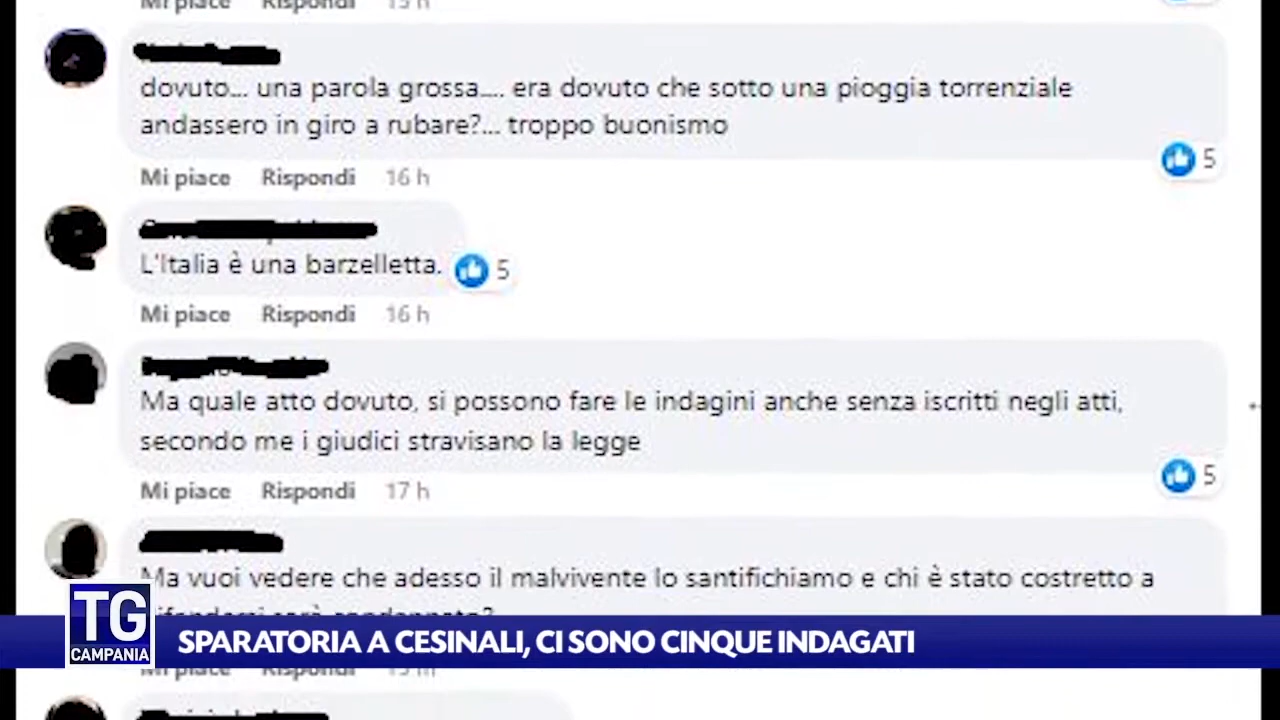 Mi piace Rispondi 15 h
dovuto... una parola grossa.... era dovuto che sotto una pioggia torrenziale
andassero in giro a rubare?... troppo buonismo
5
Mi piace Rispondi 16 h
L'Italia è una barzelletta.
5
Mi piace Rispondi 16 h
Ma quale atto dovuto, si possono fare le indagini anche senza iscritti negli atti,
secondo me i giudici stravisano la legge
5
Mi piace Rispondi 17 h
Ma vuoi vedere che adesso il malvivente lo santifichiamo e chi è stato costretto a
TG
CAMPANIA
SPARATORIA A CESINALI, CI SONO CINQUE INDAGATI
Mi piace Rispondi